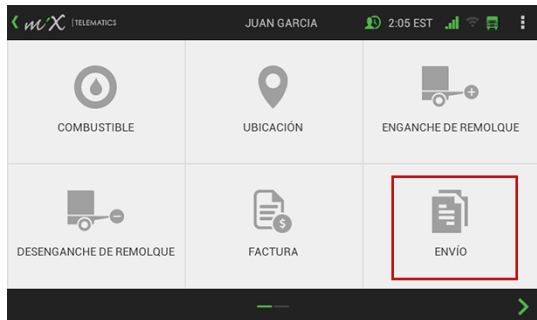 miX TELEMATICS
JUAN GARCIA
2:05 EST
COMBUSTIBLE
UBICACIÓN
ENGANCHE DE REMOLQUE
DESENGANCHE DE REMOLQUE
FACTURA
ENVÍO